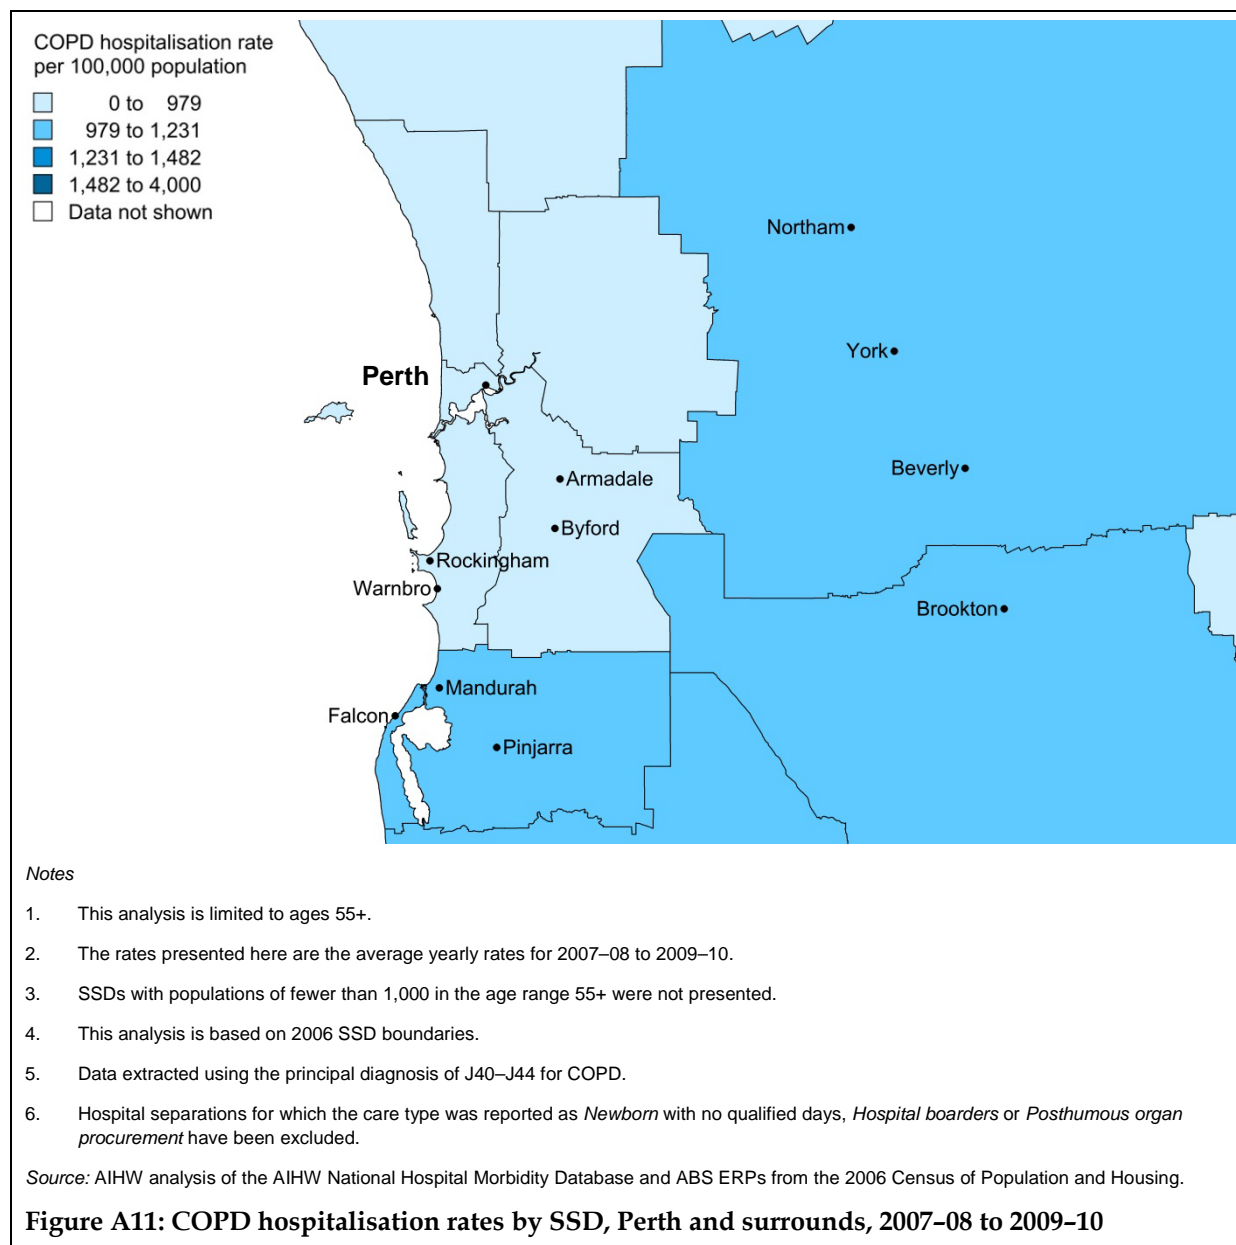 COPD hospitalisation rate
per 100,000 population
0 to 979
979 to 1,231
1,231 to 1,482
1,482 to 4,000
Data not shown
Northam
York
Perth
Beverly
Armadale
Byford
Rockingham
Warnbro
Brookton
Mandurah
Falcon
Pinjarra
Notes
1. This analysis is limited to ages 55+.
2. The rates presented here are the average yearly rates for 2007–08 to 2009–10.
3. SSDs with populations of fewer than 1,000 in the age range 55+ were not presented.
4. This analysis is based on 2006 SSD boundaries.
5. Data extracted using the principal diagnosis of J40–J44 for COPD.
6. Hospital separations for which the care type was reported as Newborn with no qualified days, Hospital boarders or Posthumous organ
procurement have been excluded.
Source: AIHW analysis of the AIHW National Hospital Morbidity Database and ABS ERPs from the 2006 Census of Population and Housing.
Figure A11: COPD hospitalisation rates by SSD, Perth and surrounds, 2007–08 to 2009–10